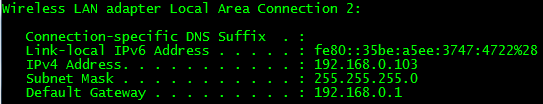 Wireless LAN adapter Local Area Connection 2:
Connection-specific DNS Suffix  . :
Link-local IPv6 Address . . . . . : fe80::35be:a5ee:3747:4722%28
IPv4 Address. . . . . . . . . . . : 192.168.0.103
Subnet Mask . . . . . . . . . . . : 255.255.255.0
Default Gateway . . . . . . . . . : 192.168.0.1